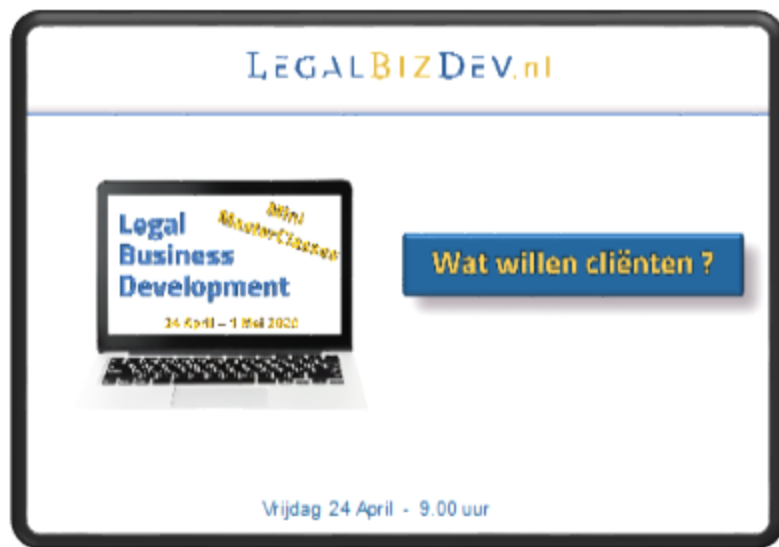 LEGALBIZDEV.nl
Mini
MasterClasses
Legal
Business
Development
24 April – 1 Mei 2020
Wat willen cliënten ?
Vrijdag 24 April - 9.00 uur